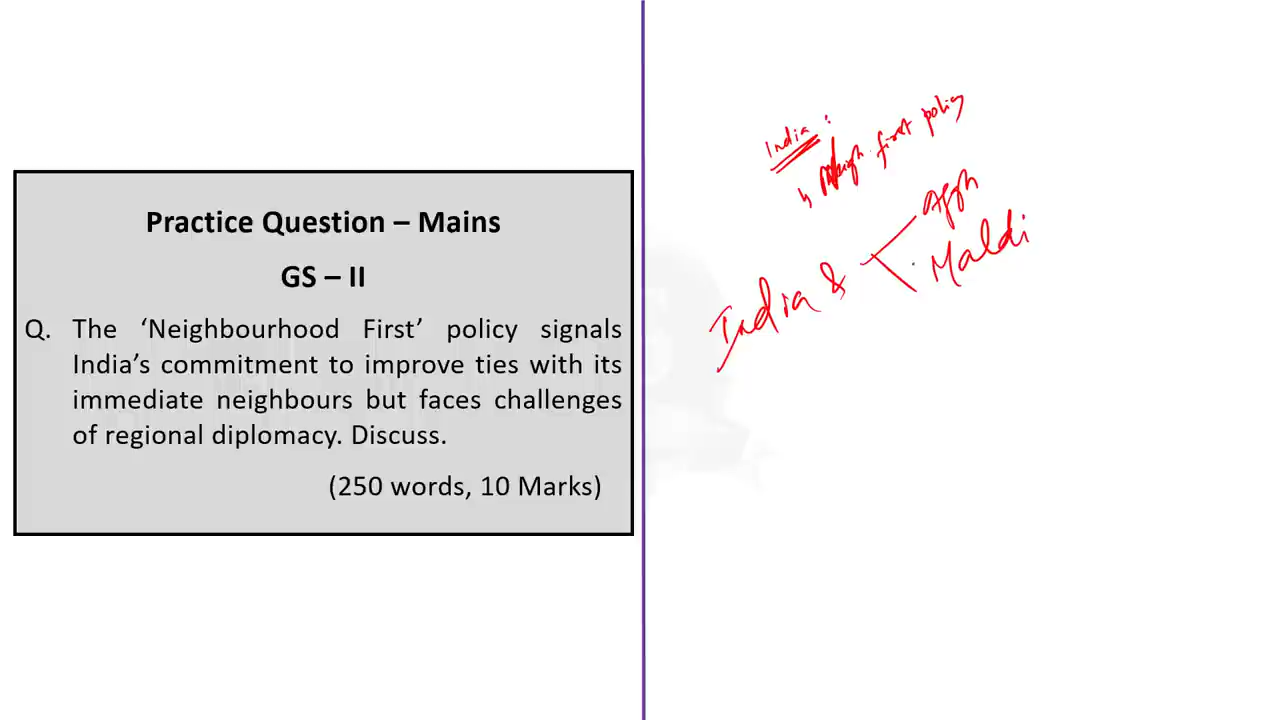 Practice Question – Mains
GS – II
Q. The ‘Neighbourhood First’ policy signals
India’s commitment to improve ties with its
immediate neighbours but faces challenges
of regional diplomacy. Discuss.
(250 words, 10 Marks)
India :
Neigh. first policy
Afgh
India & Maldi